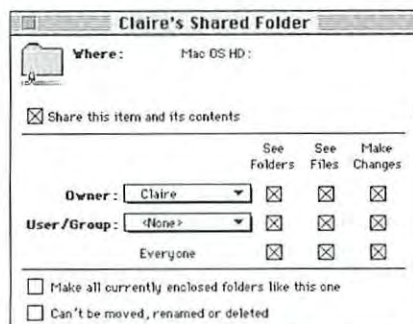 Claire's Shared Folder
Where: Mac OS HD:
Share this item and its contents
See Folders See Files Make Changes
Owner: Claire
User/Group: <None>
Everyone
Make all currently enclosed folders like this one
Can't be moved, renamed or deleted